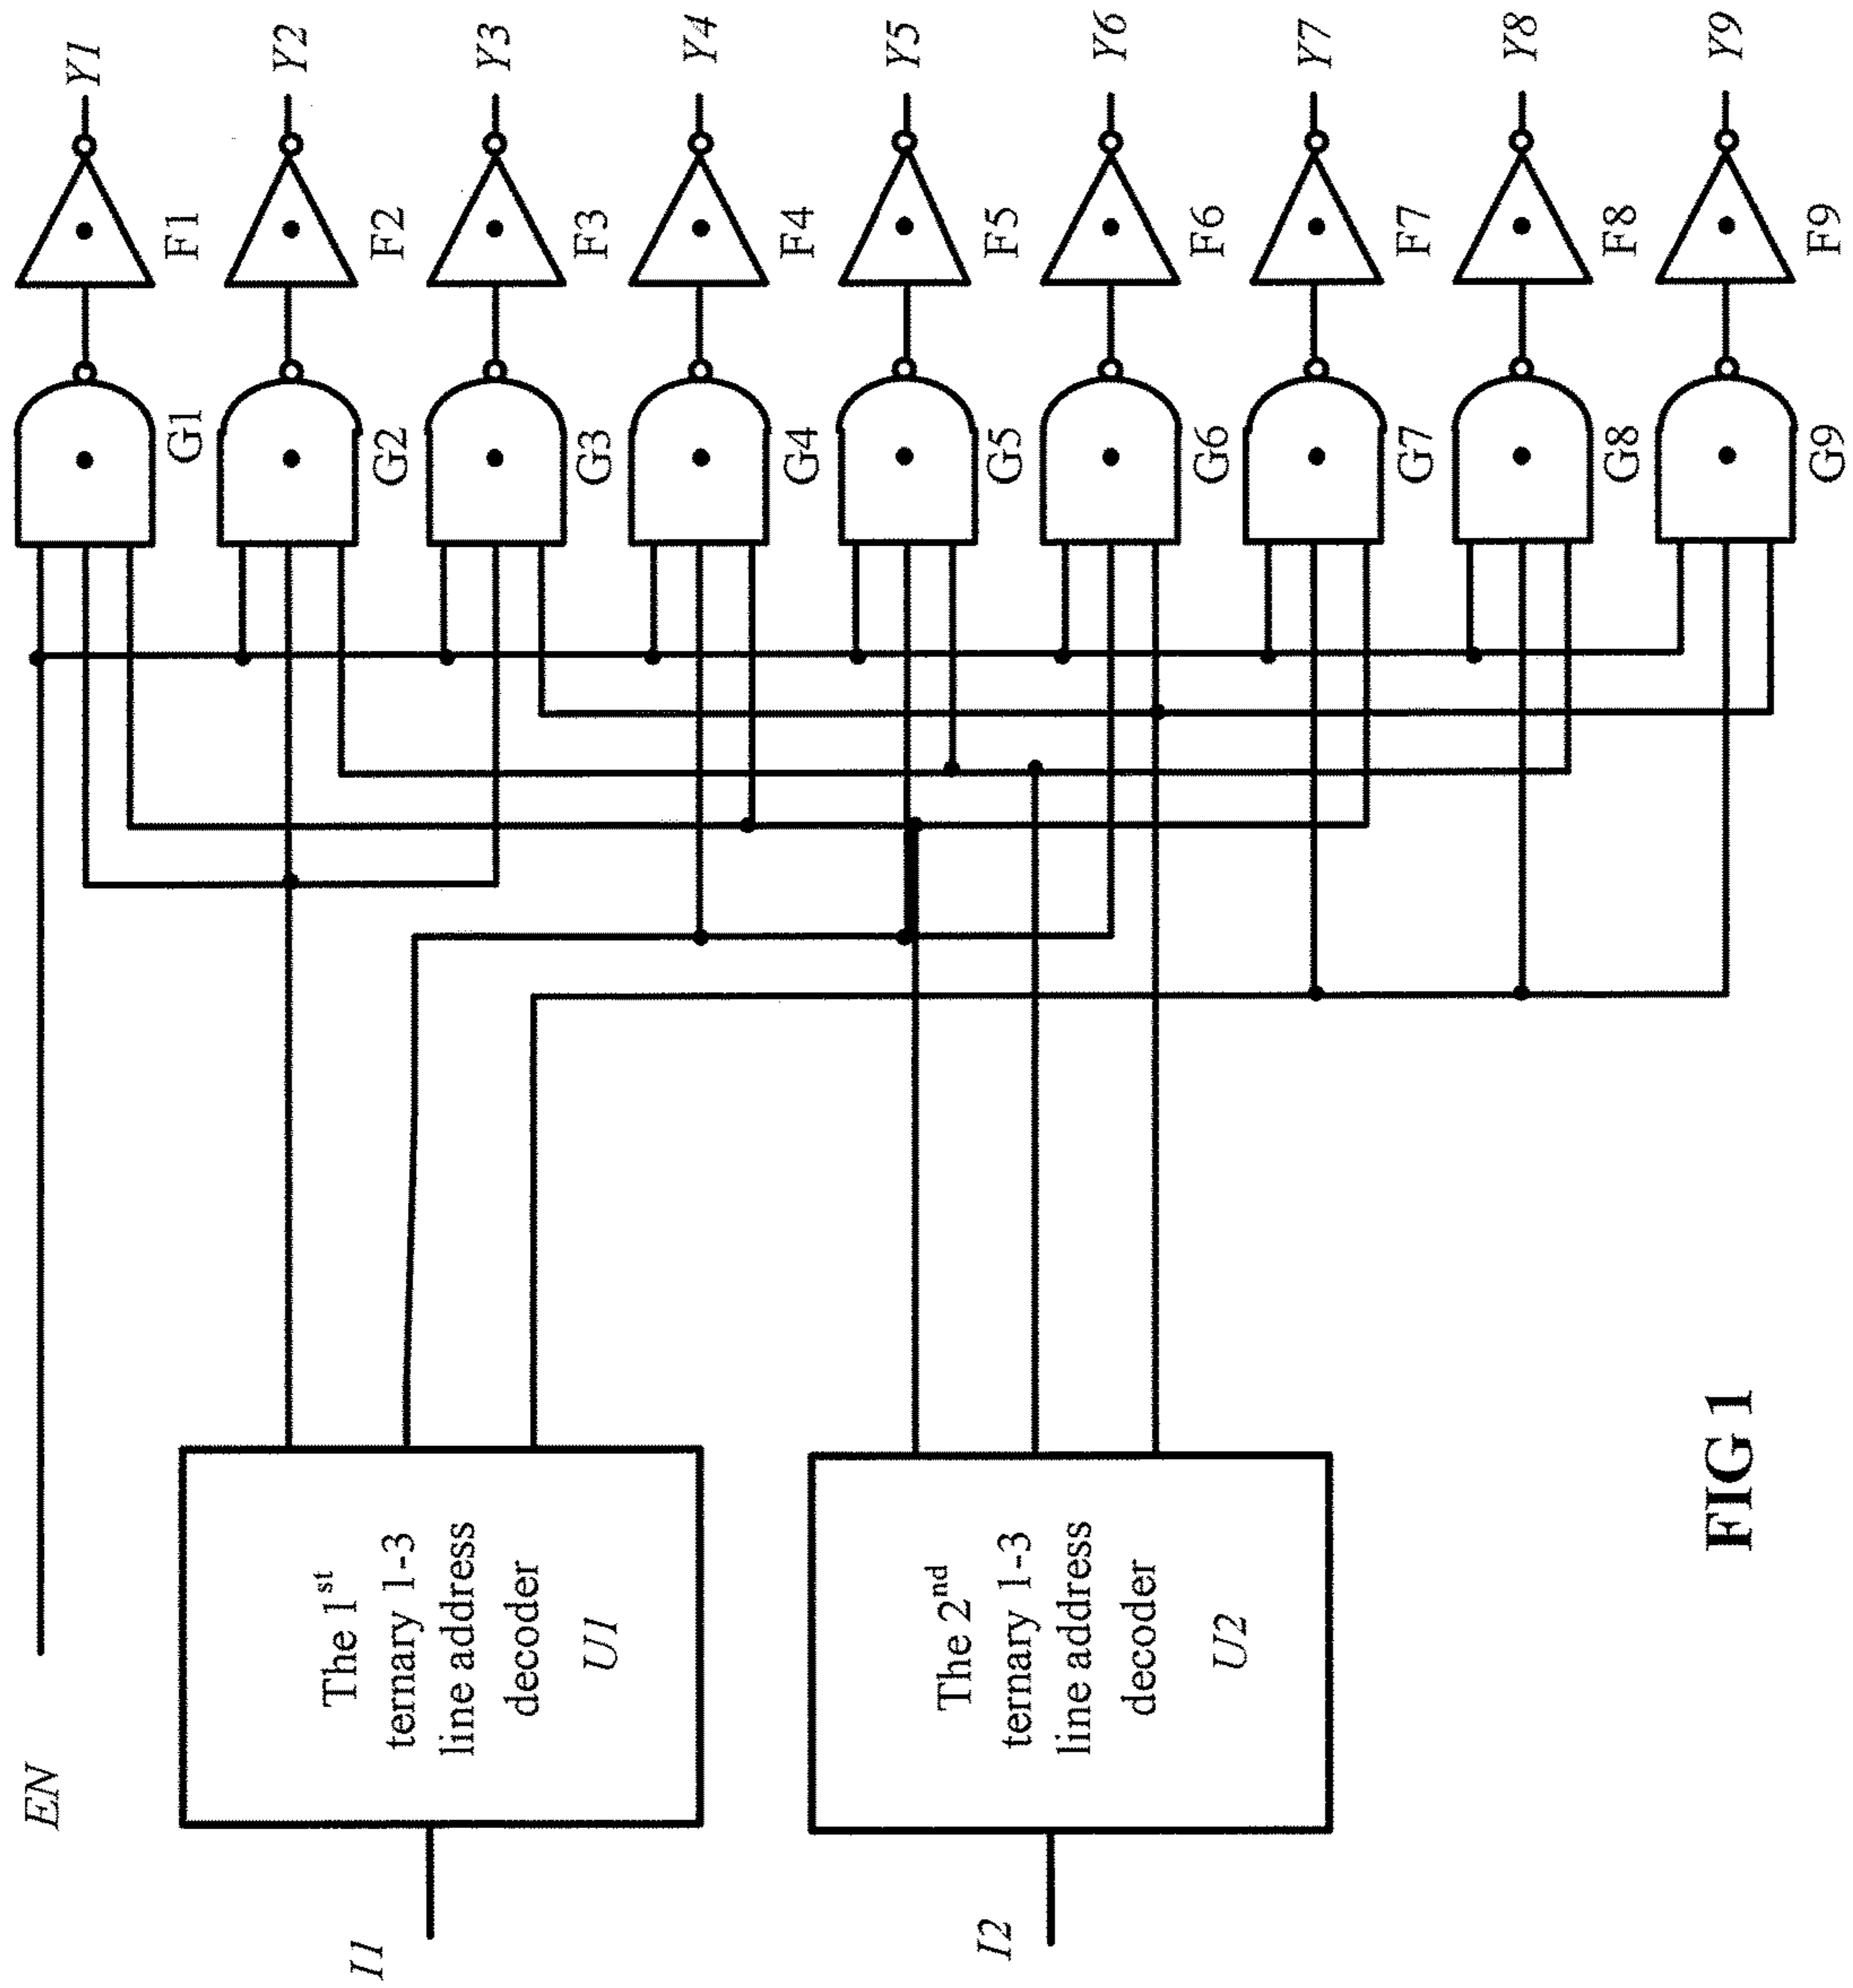 EN
I1
The 1st
ternary 1-3
line address
decoder
U1
I2
The 2nd
ternary 1-3
line address
decoder
U2
G1
F1
Y1
G2
F2
Y2
G3
F3
Y3
G4
F4
Y4
G5
F5
Y5
G6
F6
Y6
G7
F7
Y7
G8
F8
Y8
G9
F9
Y9
FIG 1